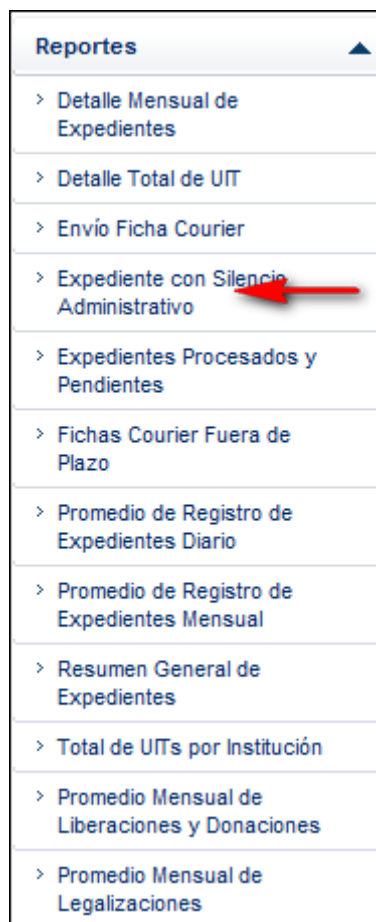 Reportes
Detalle Mensual de
Expedientes
Detalle Total de UIT
Envío Ficha Courier
Expediente con Silencio
Administrativo
Expedientes Procesados y
Pendientes
Fichas Courier Fuera de
Plazo
Promedio de Registro de
Expedientes Diario
Promedio de Registro de
Expedientes Mensual
Resumen General de
Expedientes
Total de UITs por Institución
Promedio Mensual de
Liberaciones y Donaciones
Promedio Mensual de
Legalizaciones